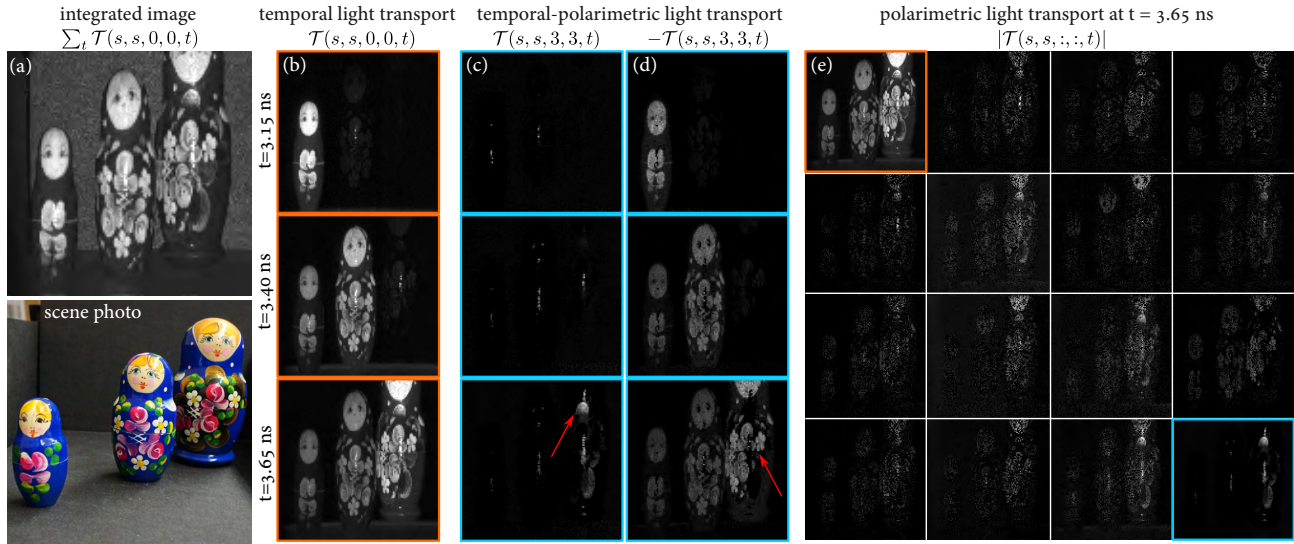 integrated image
∑_t 𝒯(s, s, 0, 0, t)
temporal light transport
𝒯(s, s, 0, 0, t)
temporal-polarimetric light transport
𝒯(s, s, 3, 3, t)
−𝒯(s, s, 3, 3, t)
polarimetric light transport at t = 3.65 ns
|𝒯(s, s, :, :, t)|
(a)
(b)
(c)
(d)
(e)
t=3.15 ns
t=3.40 ns
t=3.65 ns
scene photo